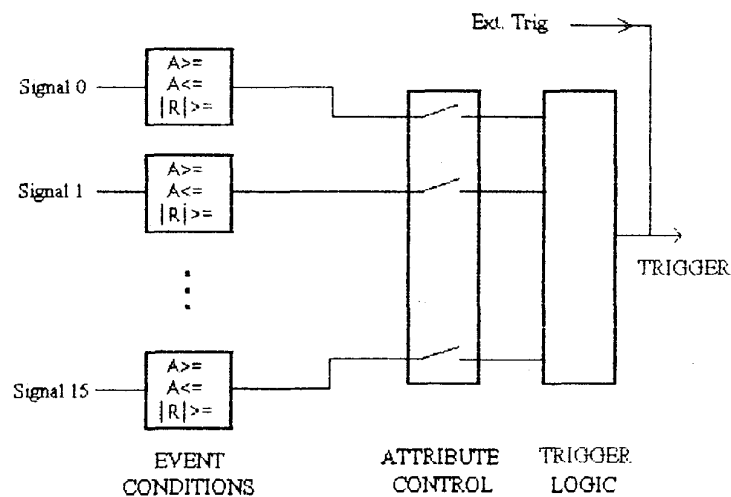 Ext. Trig
Signal 0
A>=
A<=
|R|>=
Signal 1
A>=
A<=
|R|>=
TRIGGER
Signal 15
A>=
A<=
|R|>=
EVENT
CONDITIONS
ATTRIBUTE
CONTROL
TRIGGER
LOGIC